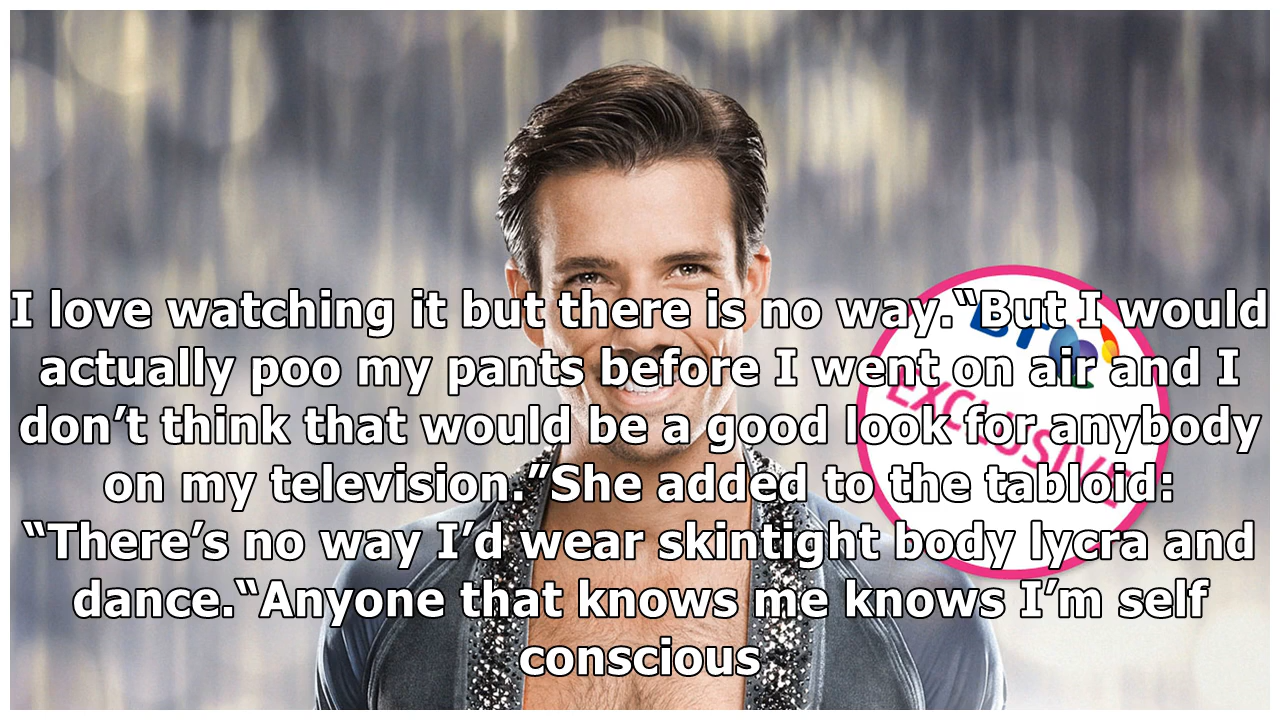 I love watching it but there is no way.“But I would
actually poo my pants before I went on air and I
don’t think that would be a good look for anybody
on my television.”She added to the tabloid:
“There’s no way I’d wear skintight body lycra and
dance.“Anyone that knows me knows I’m self
conscious
EXCLUSIVE